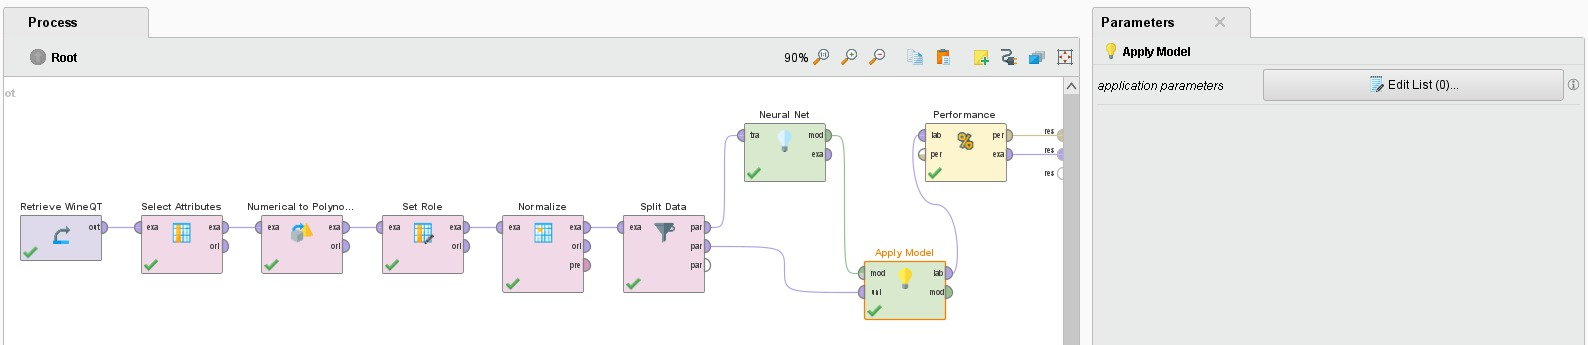 Process
Parameters
Root
90%
Apply Model
application parameters
Edit List (0)...
ot
Neural Net
tra
mod
exa
Performance
lab
per
per
exa
res
res
res
Retrieve WineQT
out
Select Attributes
exa
exa
ori
Numerical to Polyno...
exa
exa
ori
Set Role
exa
exa
ori
Normalize
exa
exa
ori
pre
Split Data
exa
par
par
par
Apply Model
mod
unl
lab
mod